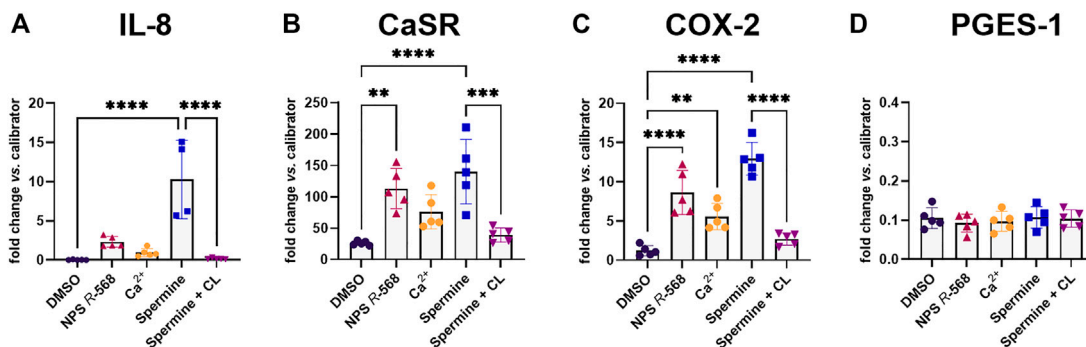 A IL-8
fold change vs. calibrator
20
15
10
5
0
****
****
DMSO
NPS R-568
Ca²⁺
Spermine
Spermine + CL
B CaSR
fold change vs. calibrator
250
200
150
100
50
0
****
**
***
DMSO
NPS R-568
Ca²⁺
Spermine
Spermine + CL
C COX-2
fold change vs. calibrator
20
15
10
5
0
****
**
****
****
DMSO
NPS R-568
Ca²⁺
Spermine
Spermine + CL
D PGES-1
fold change vs. calibrator
0.4
0.3
0.2
0.1
0.0
DMSO
NPS R-568
Ca²⁺
Spermine
Spermine + CL